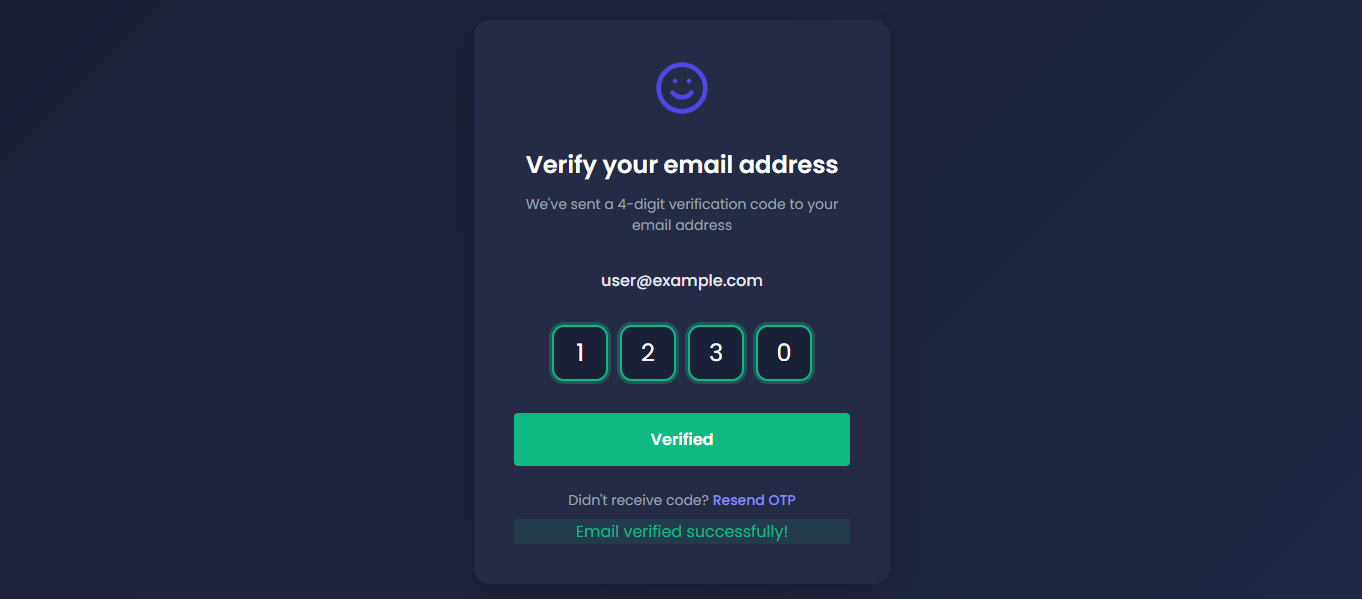 Verify your email address
We've sent a 4-digit verification code to your
email address
user@example.com
1 2 3 0
Verified
Didn't receive code? Resend OTP
Email verified successfully!